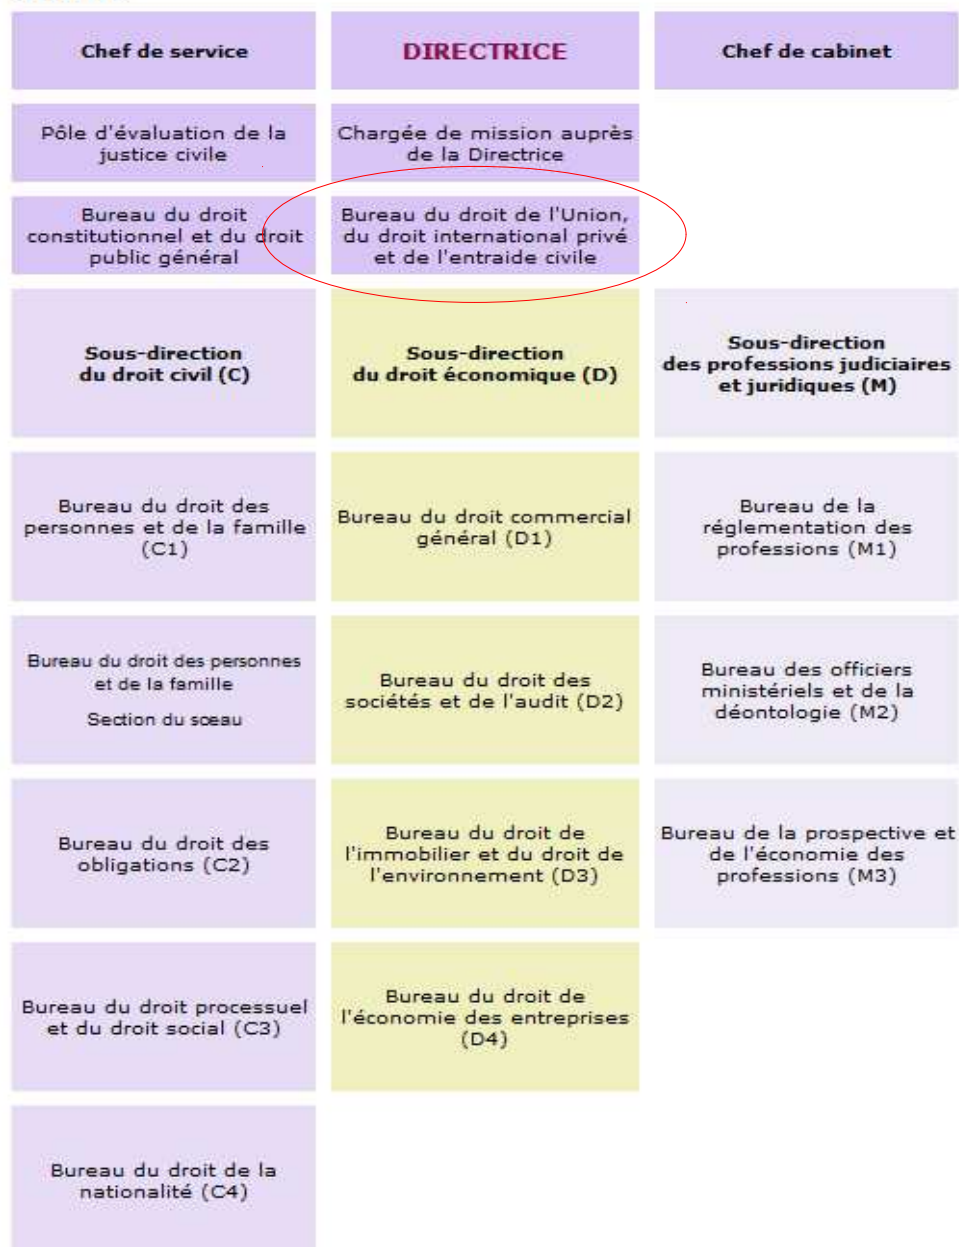 Chef de service
DIRECTRICE
Chef de cabinet
Pôle d'évaluation de la
justice civile
Chargée de mission auprès
de la Directrice
Bureau du droit
constitutionnel et du droit
public général
Bureau du droit de l'Union,
du droit international privé
et de l'entraide civile
Sous-direction
du droit civil (C)
Sous-direction
du droit économique (D)
Sous-direction
des professions judiciaires
et juridiques (M)
Bureau du droit des
personnes et de la famille
(C1)
Bureau du droit commercial
général (D1)
Bureau de la
réglementation des
professions (M1)
Bureau du droit des personnes
et de la famille
Section du sceau
Bureau du droit des
sociétés et de l'audit (D2)
Bureau des officiers
ministériels et de la
déontologie (M2)
Bureau du droit des
obligations (C2)
Bureau du droit de
l'immobilier et du droit de
l'environnement (D3)
Bureau de la prospective et
de l'économie des
professions (M3)
Bureau du droit processuel
et du droit social (C3)
Bureau du droit de
l'économie des entreprises
(D4)
Bureau du droit de la
nationalité (C4)